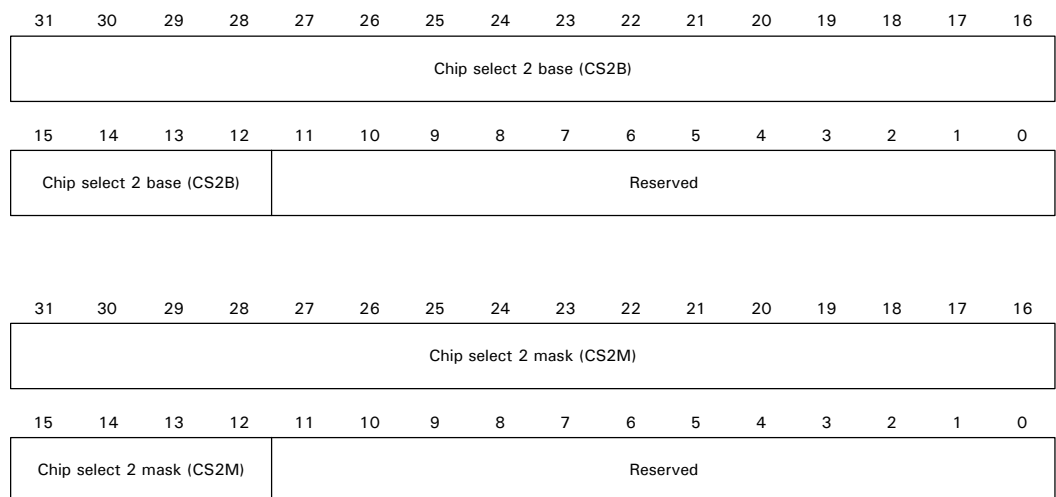 31 30 29 28 27 26 25 24 23 22 21 20 19 18 17 16
Chip select 2 base (CS2B)
15 14 13 12 11 10 9 8 7 6 5 4 3 2 1 0
Chip select 2 base (CS2B) Reserved
31 30 29 28 27 26 25 24 23 22 21 20 19 18 17 16
Chip select 2 mask (CS2M)
15 14 13 12 11 10 9 8 7 6 5 4 3 2 1 0
Chip select 2 mask (CS2M) Reserved